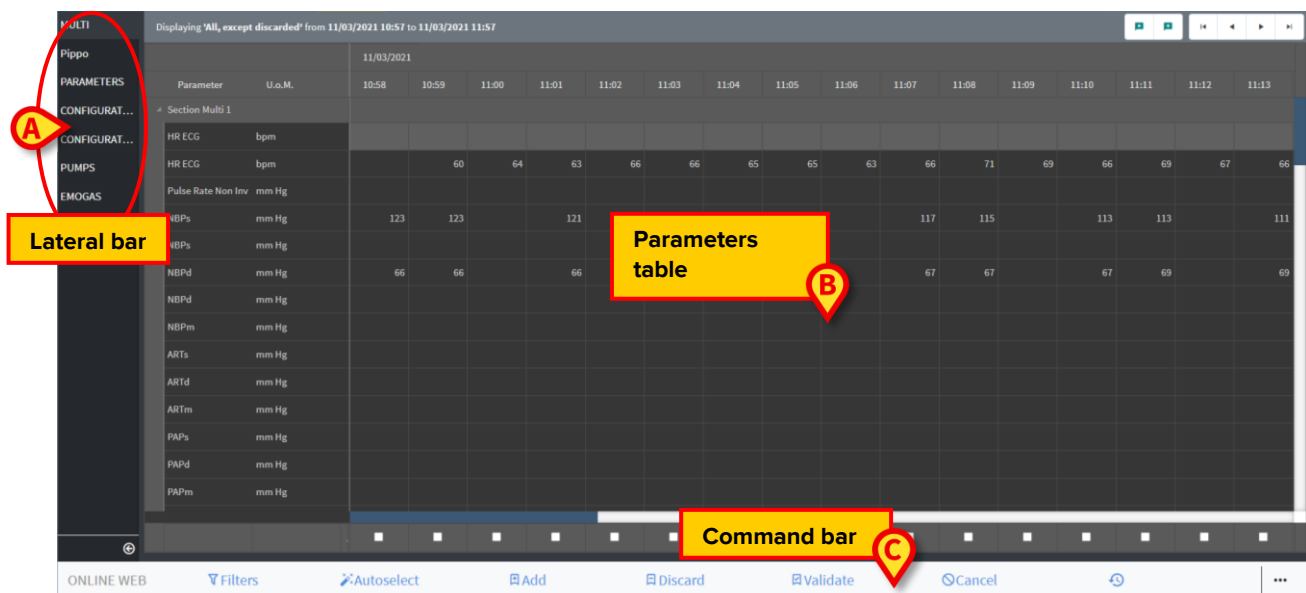 MULTI
Displaying 'All, except discarded' from 11/03/2021 10:57 to 11/03/2021 11:57
Pippo
11/03/2021
PARAMETERS
Parameter U.o.M. 10:58 10:59 11:00 11:01 11:02 11:03 11:04 11:05 11:06 11:07 11:08 11:09 11:10 11:11 11:12 11:13
CONFIGURAT...
Section Multi 1
A
CONFIGURAT...
HR ECG bpm
PUMPS
HR ECG bpm 60 64 63 66 66 65 65 63 66 71 69 66 69 67 66
EMOGAS
Pulse Rate Non Inv mm Hg
Lateral bar
NBPs mm Hg 123 123 121 117 115 113 113 111
NBPs mm Hg
Parameters
table
B
NBPd mm Hg 66 66 66 67 67 67 69 69
NBPd mm Hg
NBPm mm Hg
ARTs mm Hg
ARTd mm Hg
ARTm mm Hg
PAPs mm Hg
PAPd mm Hg
PAPm mm Hg
Command bar
C
ONLINE WEB Filters Autoselect Add Discard Validate Cancel ...